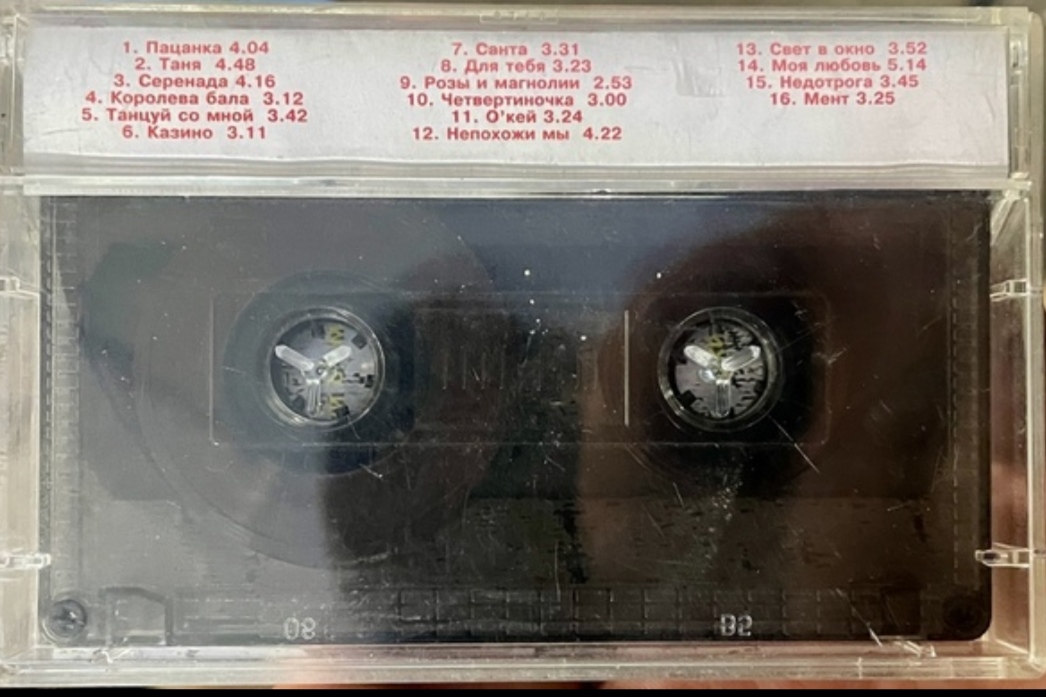 1. Пацанка 4.04
2. Таня 4.48
3. Серенада 4.16
4. Королева бала 3.12
5. Танцуй со мной 3.42
6. Казино 3.11
7. Санта 3.31
8. Для тебя 3.23
9. Розы и магнолии 2.53
10. Четвертиночка 3.00
11. О'кей 3.24
12. Непохожи мы 4.22
13. Свет в окно 3.52
14. Моя любовь 5.14
15. Недотрога 3.45
16. Мент 3.25